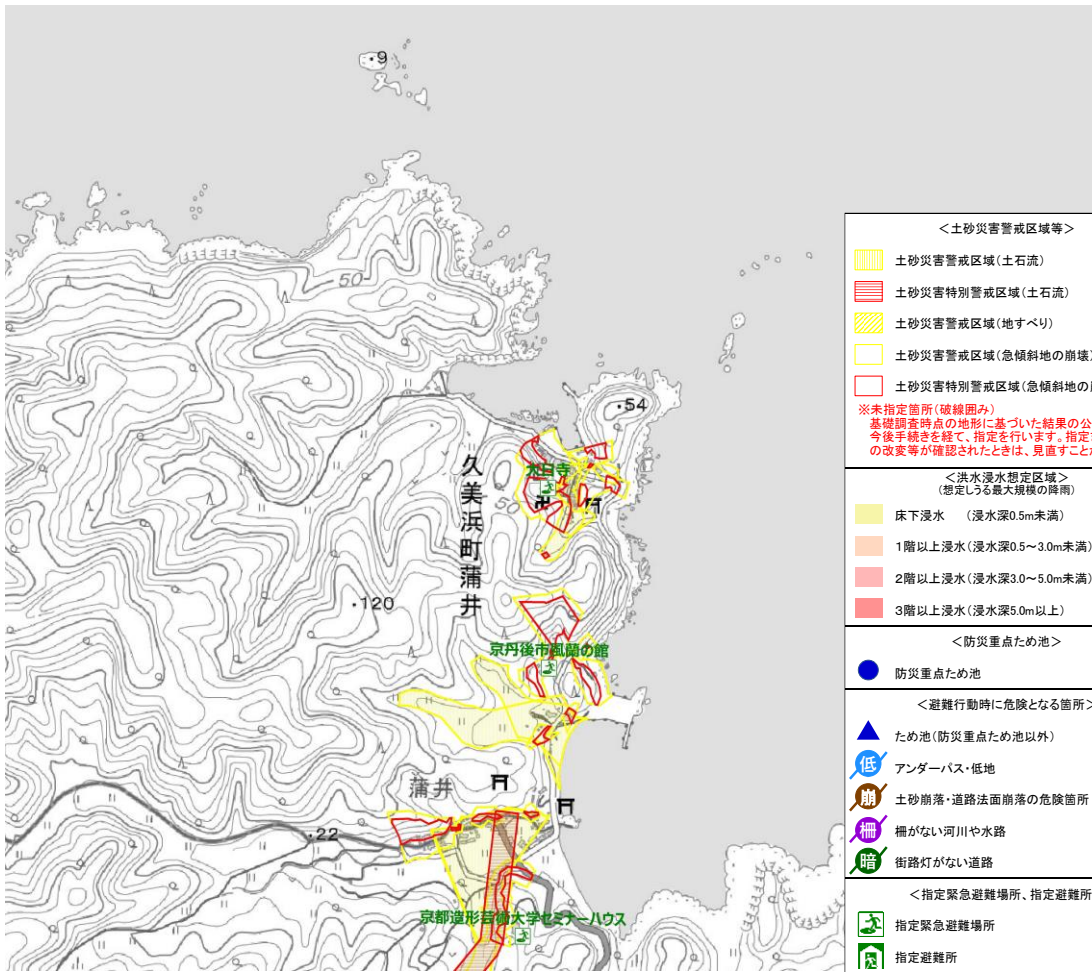 9
50
54
大日寺
久美浜町蒲井
120
京丹後市風蘭の館
蒲井
22
京都造形芸術大学セミナーハウス
＜土砂災害警戒区域等＞
土砂災害警戒区域(土石流)
土砂災害特別警戒区域(土石流)
土砂災害警戒区域(地すべり)
土砂災害警戒区域(急傾斜地の崩壊)
土砂災害特別警戒区域(急傾斜地の
※未指定箇所(破線囲み)
基礎調査時点の地形に基づいた結果の公
今後手続きを経て、指定を行います。指定
の改変等が確認されたときは、見直すこと
＜洪水浸水想定区域＞
(想定しうる最大規模の降雨)
床下浸水　(浸水深0.5m未満)
1階以上浸水(浸水深0.5～3.0m未満)
2階以上浸水(浸水深3.0～5.0m未満)
3階以上浸水(浸水深5.0m以上)
＜防災重点ため池＞
防災重点ため池
＜避難行動時に危険となる箇所＞
ため池(防災重点ため池以外)
低 アンダーパス・低地
崩 土砂崩落・道路法面崩落の危険箇所
柵 柵がない河川や水路
暗 街路灯がない道路
＜指定緊急避難場所、指定避難所
指定緊急避難場所
指定避難所